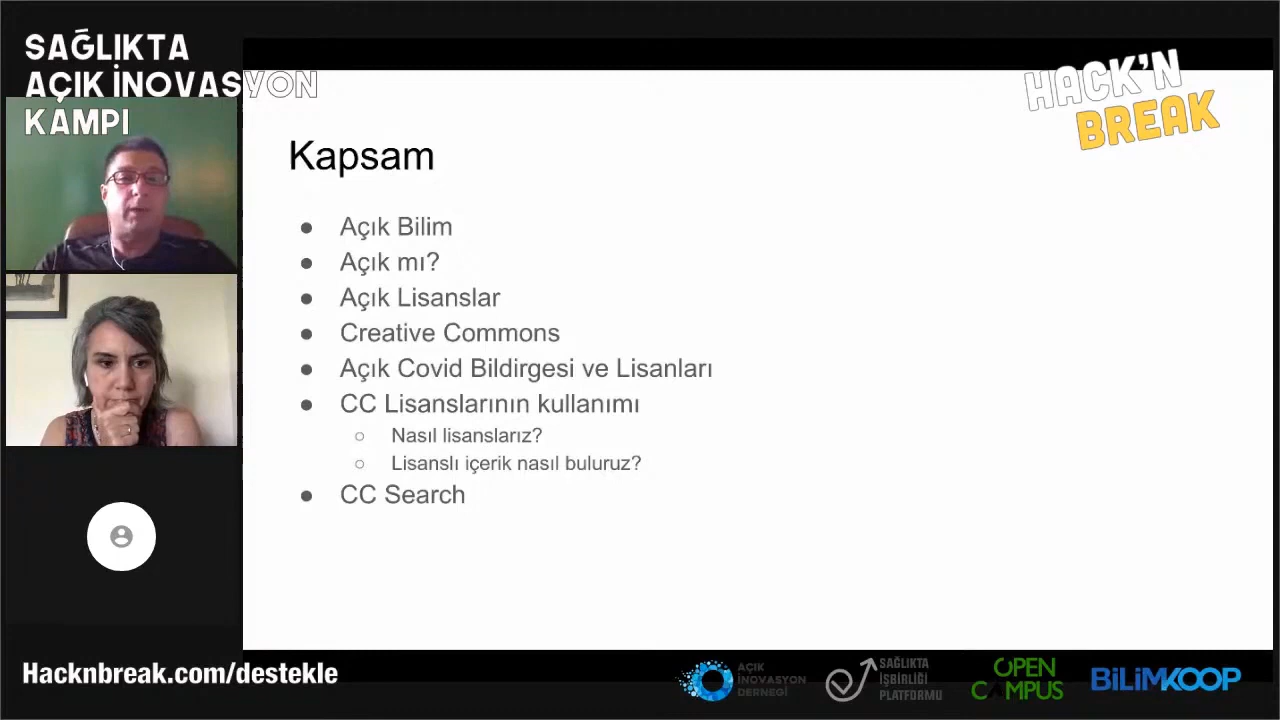 SAĞLIKTA
AÇIK İNOVASYON
KAMPI
HACK'N
BREAK
Kapsam
Açık Bilim
Açık mı?
Açık Lisanslar
Creative Commons
Açık Covid Bildirgesi ve Lisanları
CC Lisanslarının kullanımı
Nasıl lisanslarız?
Lisanslı içerik nasıl buluruz?
CC Search
Hacknbreak.com/destekle
AÇIK
İNOVASYON
DERNEĞİ
SAĞLIKTA
İŞBİRLİĞİ
PLATFORMU
OPEN
CAMPUS
BİLİMKOOP